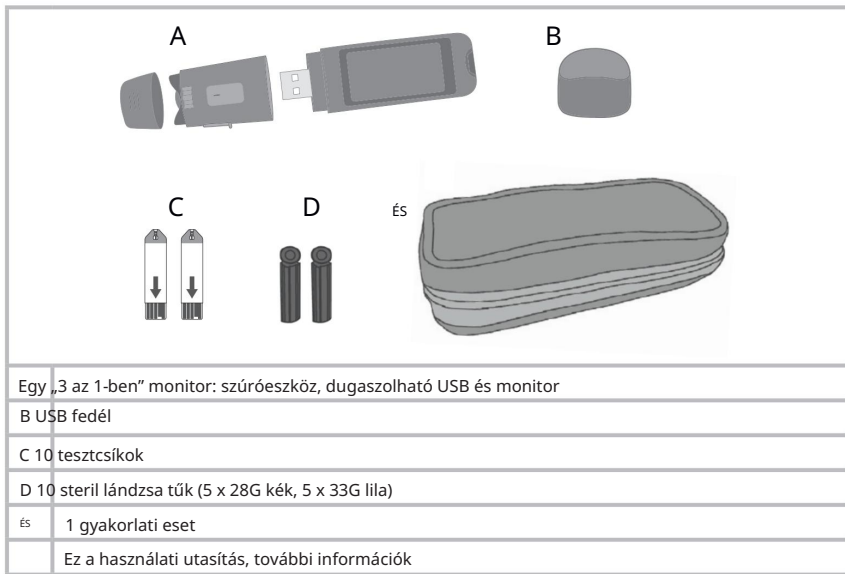 A
B
C
D
ÉS
Egy „3 az 1-ben” monitor: szúróeszköz, dugaszolható USB és monitor
B USB fedél
C 10 tesztcsíkok
D 10 steril lándzsa tűk (5 x 28G kék, 5 x 33G lila)
ÉS 1 gyakorlati eset
Ez a használati utasítás, további információk